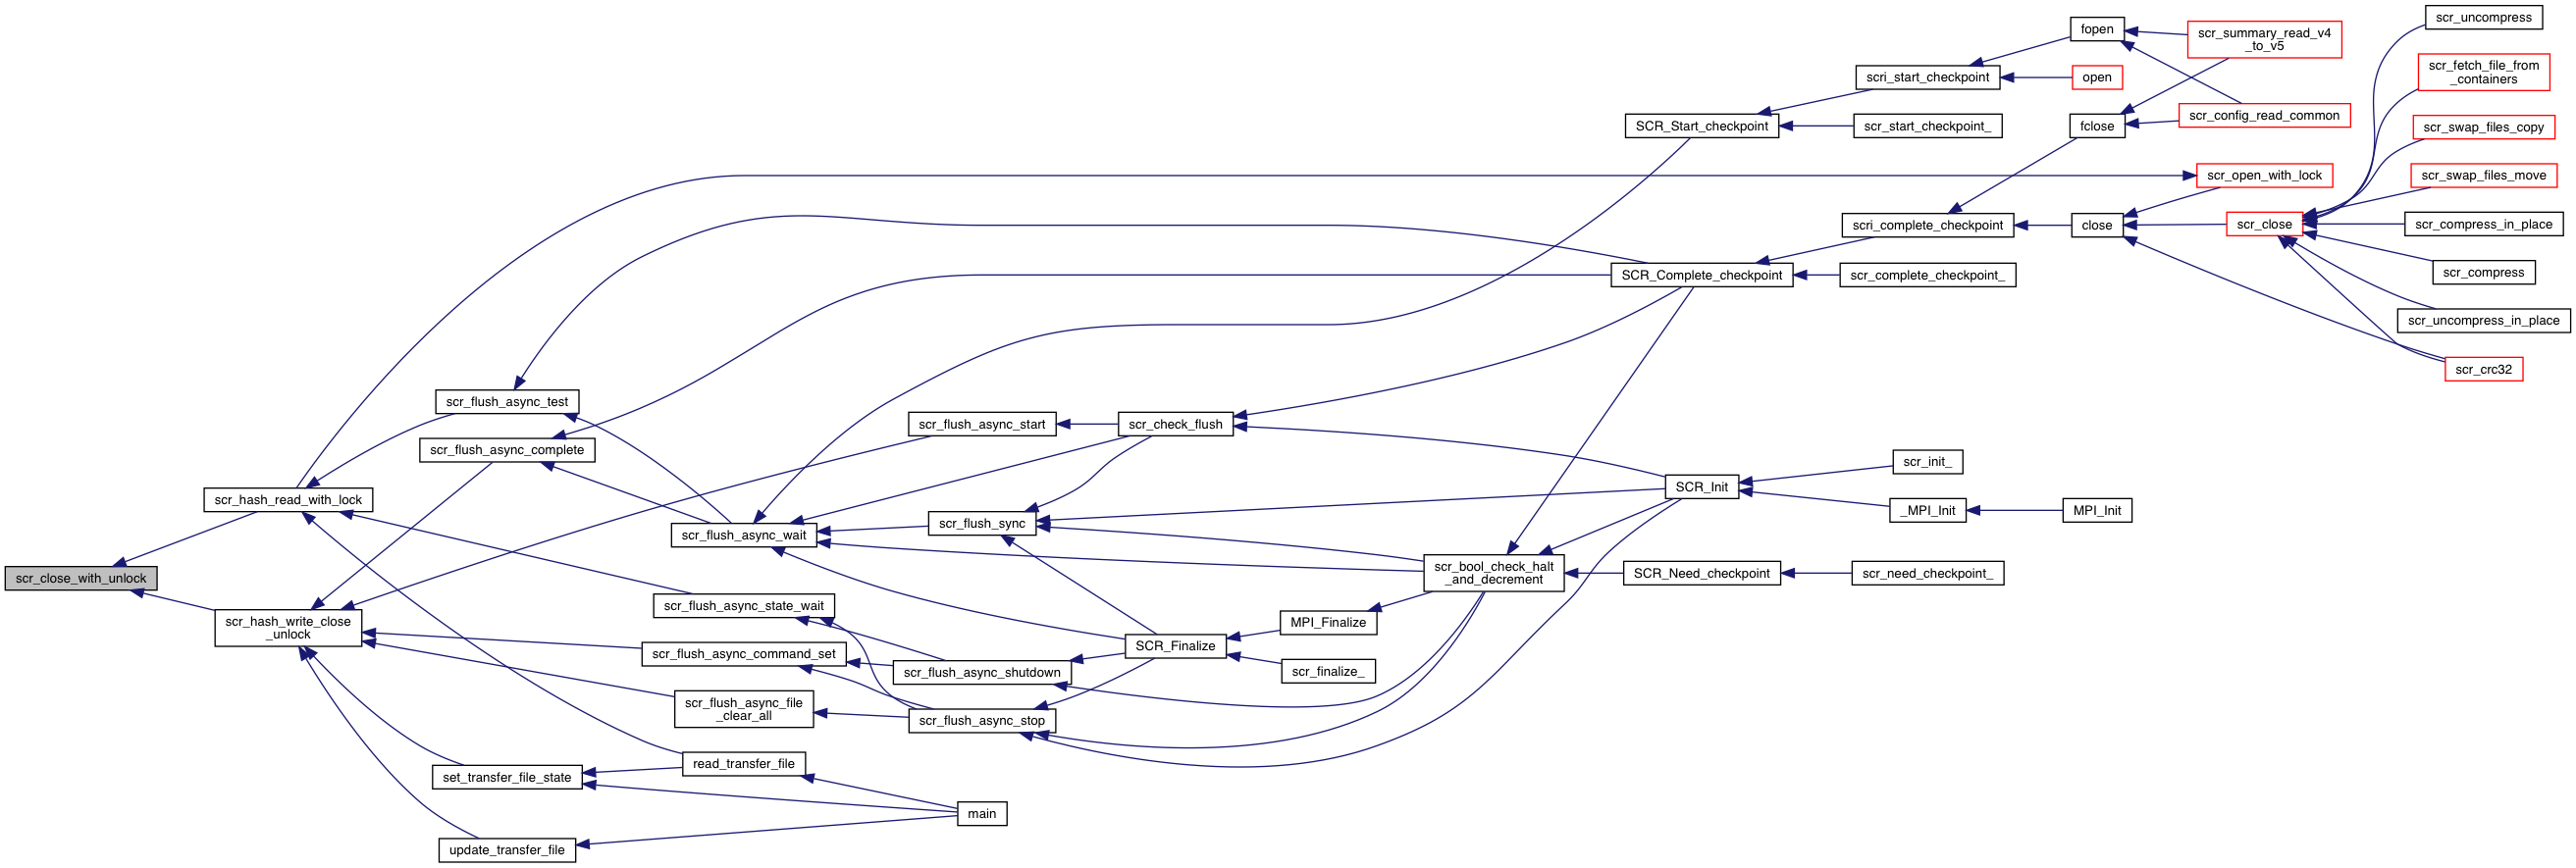 scr_close_with_unlock
scr_hash_read_with_lock
scr_hash_write_close
_unlock
scr_flush_async_test
scr_flush_async_complete
set_transfer_file_state
update_transfer_file
scr_flush_async_wait
scr_flush_async_state_wait
scr_flush_async_command_set
scr_flush_async_file
_clear_all
read_transfer_file
scr_flush_async_start
scr_flush_sync
scr_flush_async_shutdown
scr_flush_async_stop
main
scr_check_flush
SCR_Finalize
MPI_Finalize
scr_finalize_
scr_bool_check_halt
_and_decrement
SCR_Start_checkpoint
SCR_Complete_checkpoint
SCR_Init
SCR_Need_checkpoint
scri_start_checkpoint
scr_start_checkpoint_
scri_complete_checkpoint
scr_complete_checkpoint_
scr_init_
_MPI_Init
scr_need_checkpoint_
fopen
open
fclose
close
MPI_Init
scr_summary_read_v4
_to_v5
scr_config_read_common
scr_open_with_lock
scr_close
scr_uncompress
scr_fetch_file_from
_containers
scr_swap_files_copy
scr_swap_files_move
scr_compress_in_place
scr_compress
scr_uncompress_in_place
scr_crc32